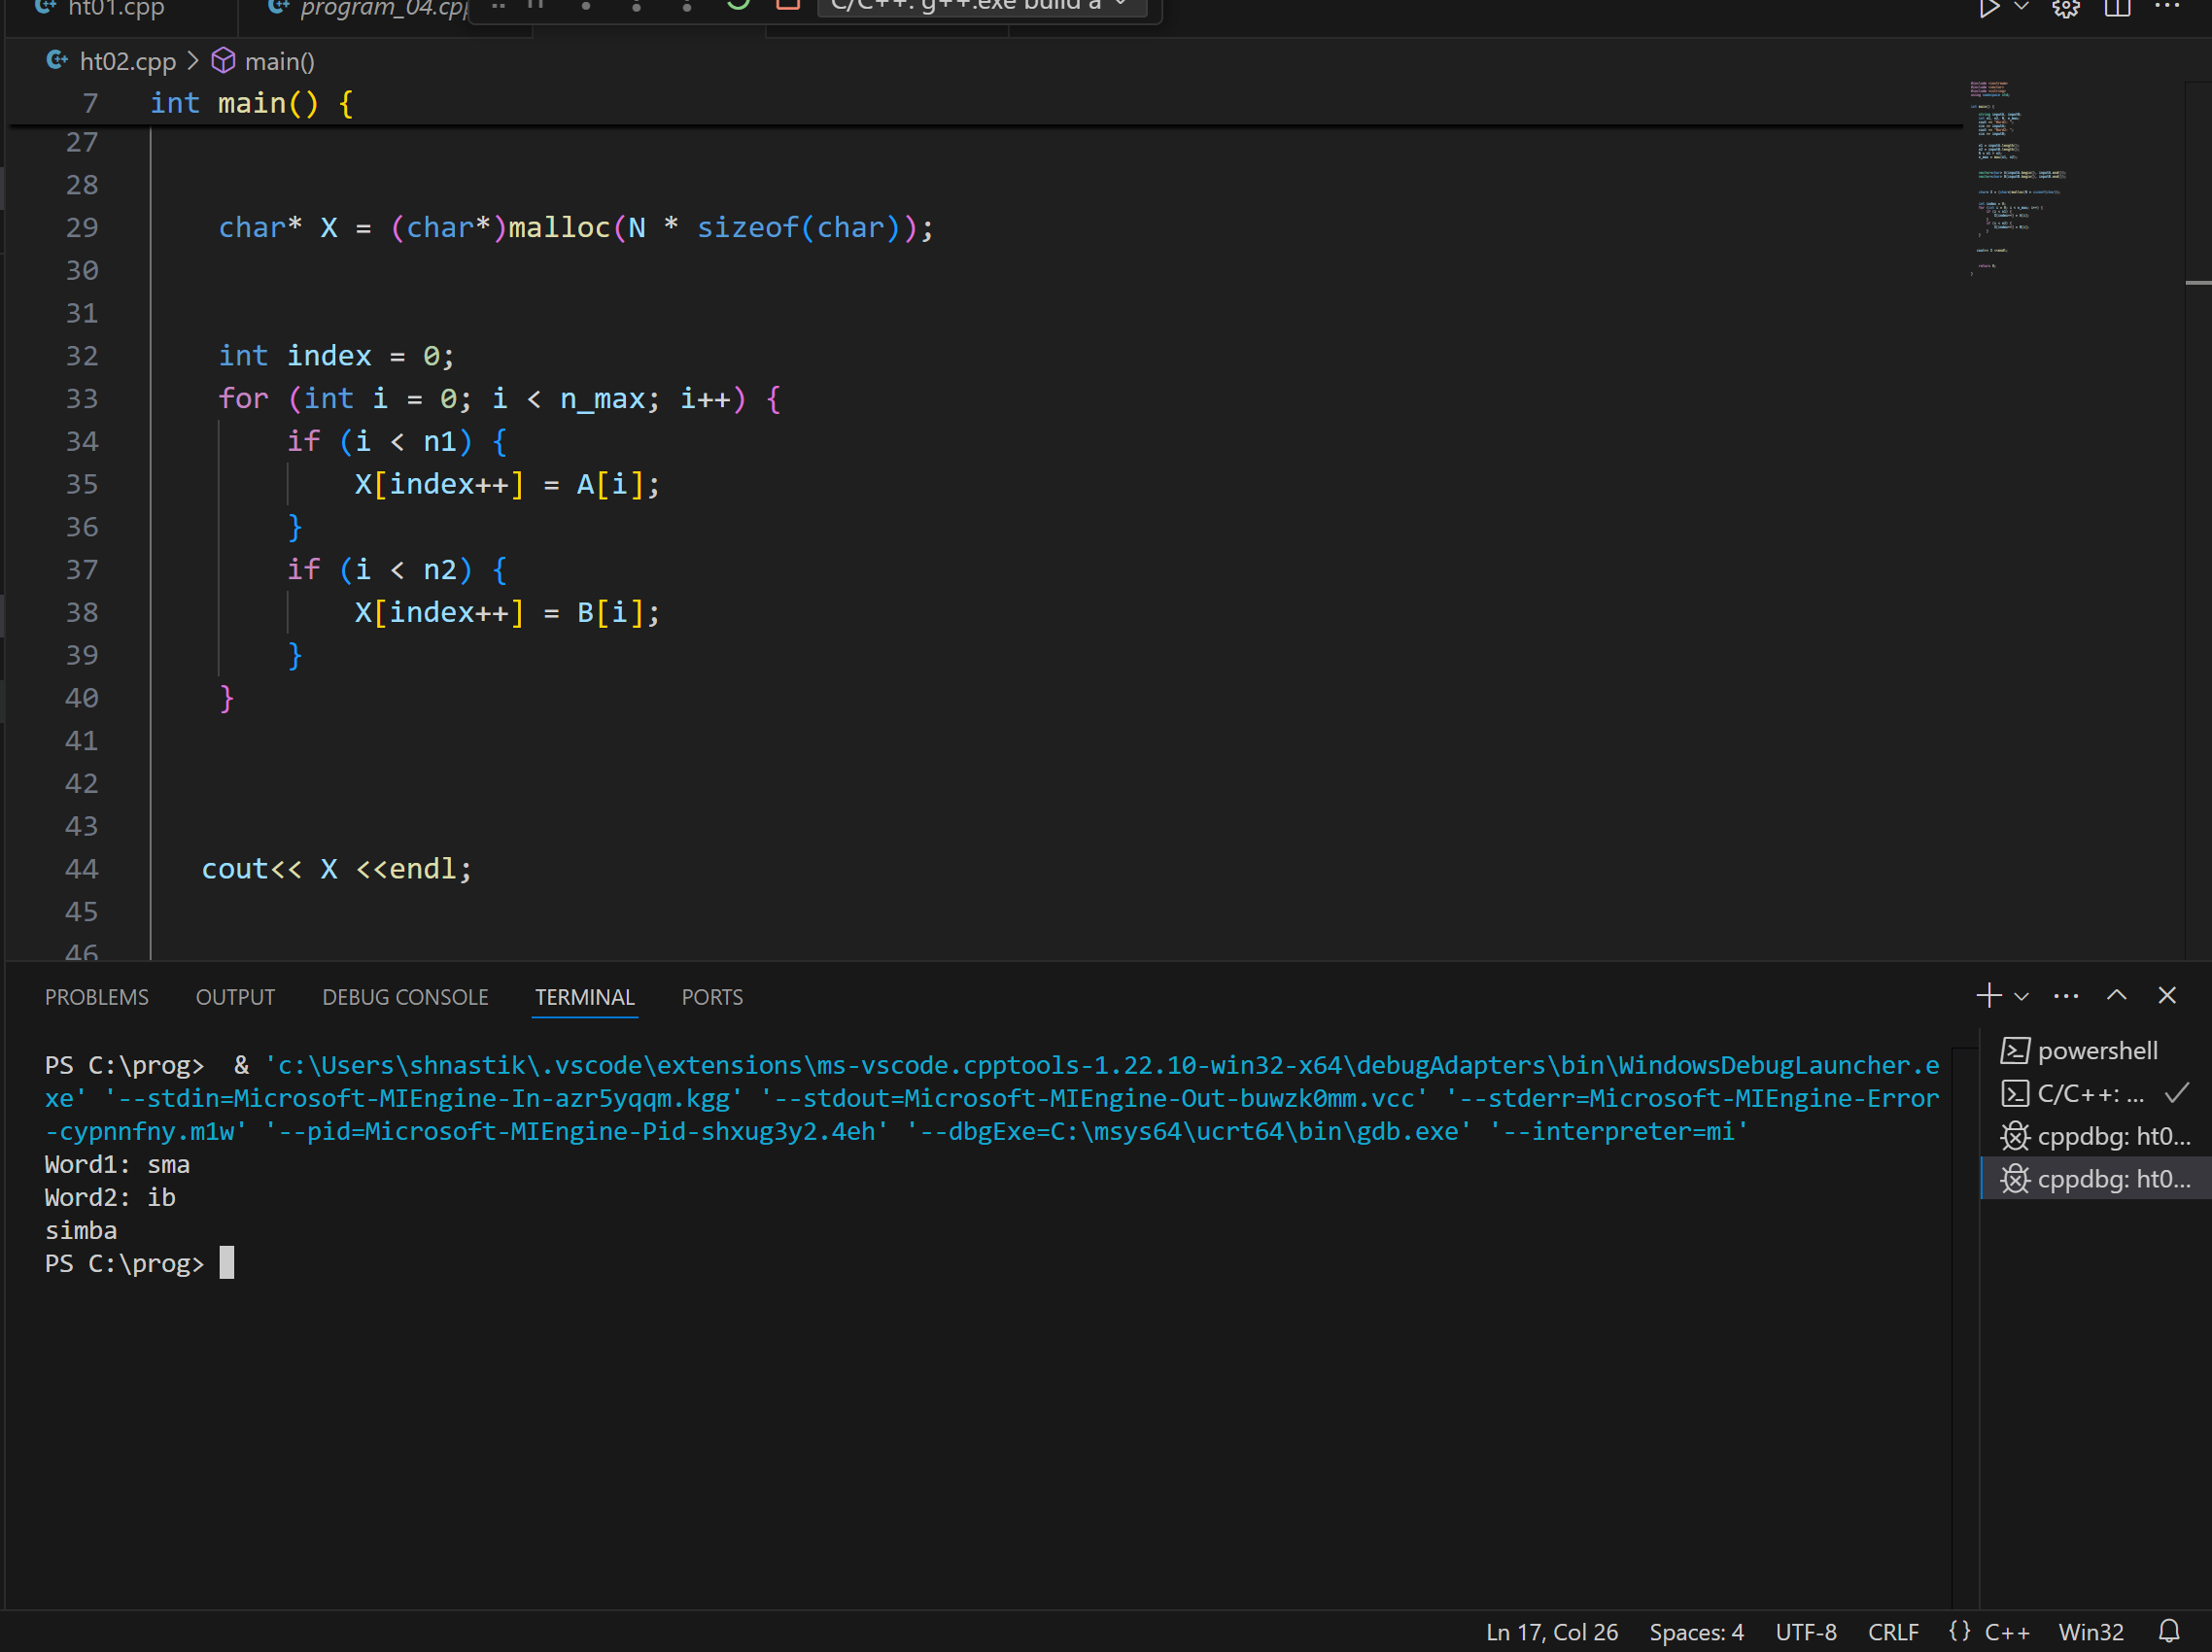 ht01.cpp program_04.cpp C/C++: g++.exe build a
ht02.cpp > main()
7 int main() {
27
28
29 char* X = (char*)malloc(N * sizeof(char));
30
31
32 int index = 0;
33 for (int i = 0; i < n_max; i++) {
34 if (i < n1) {
35 X[index++] = A[i];
36 }
37 if (i < n2) {
38 X[index++] = B[i];
39 }
40 }
41
42
43
44 cout<< X <<endl;
45
46
PROBLEMS OUTPUT DEBUG CONSOLE TERMINAL PORTS
PS C:\prog>  & 'c:\Users\shnastik\.vscode\extensions\ms-vscode.cpptools-1.22.10-win32-x64\debugAdapters\bin\WindowsDebugLauncher.e
xe' '--stdin=Microsoft-MIEngine-In-azr5yqqm.kgg' '--stdout=Microsoft-MIEngine-Out-buwzk0mm.vcc' '--stderr=Microsoft-MIEngine-Error
-cypnnfny.m1w' '--pid=Microsoft-MIEngine-Pid-shxug3y2.4eh' '--dbgExe=C:\msys64\ucrt64\bin\gdb.exe' '--interpreter=mi'
Word1: sma
Word2: ib
simba
PS C:\prog>
powershell
C/C++: ...
cppdbg: ht0...
cppdbg: ht0...
Ln 17, Col 26 Spaces: 4 UTF-8 CRLF {} C++ Win32